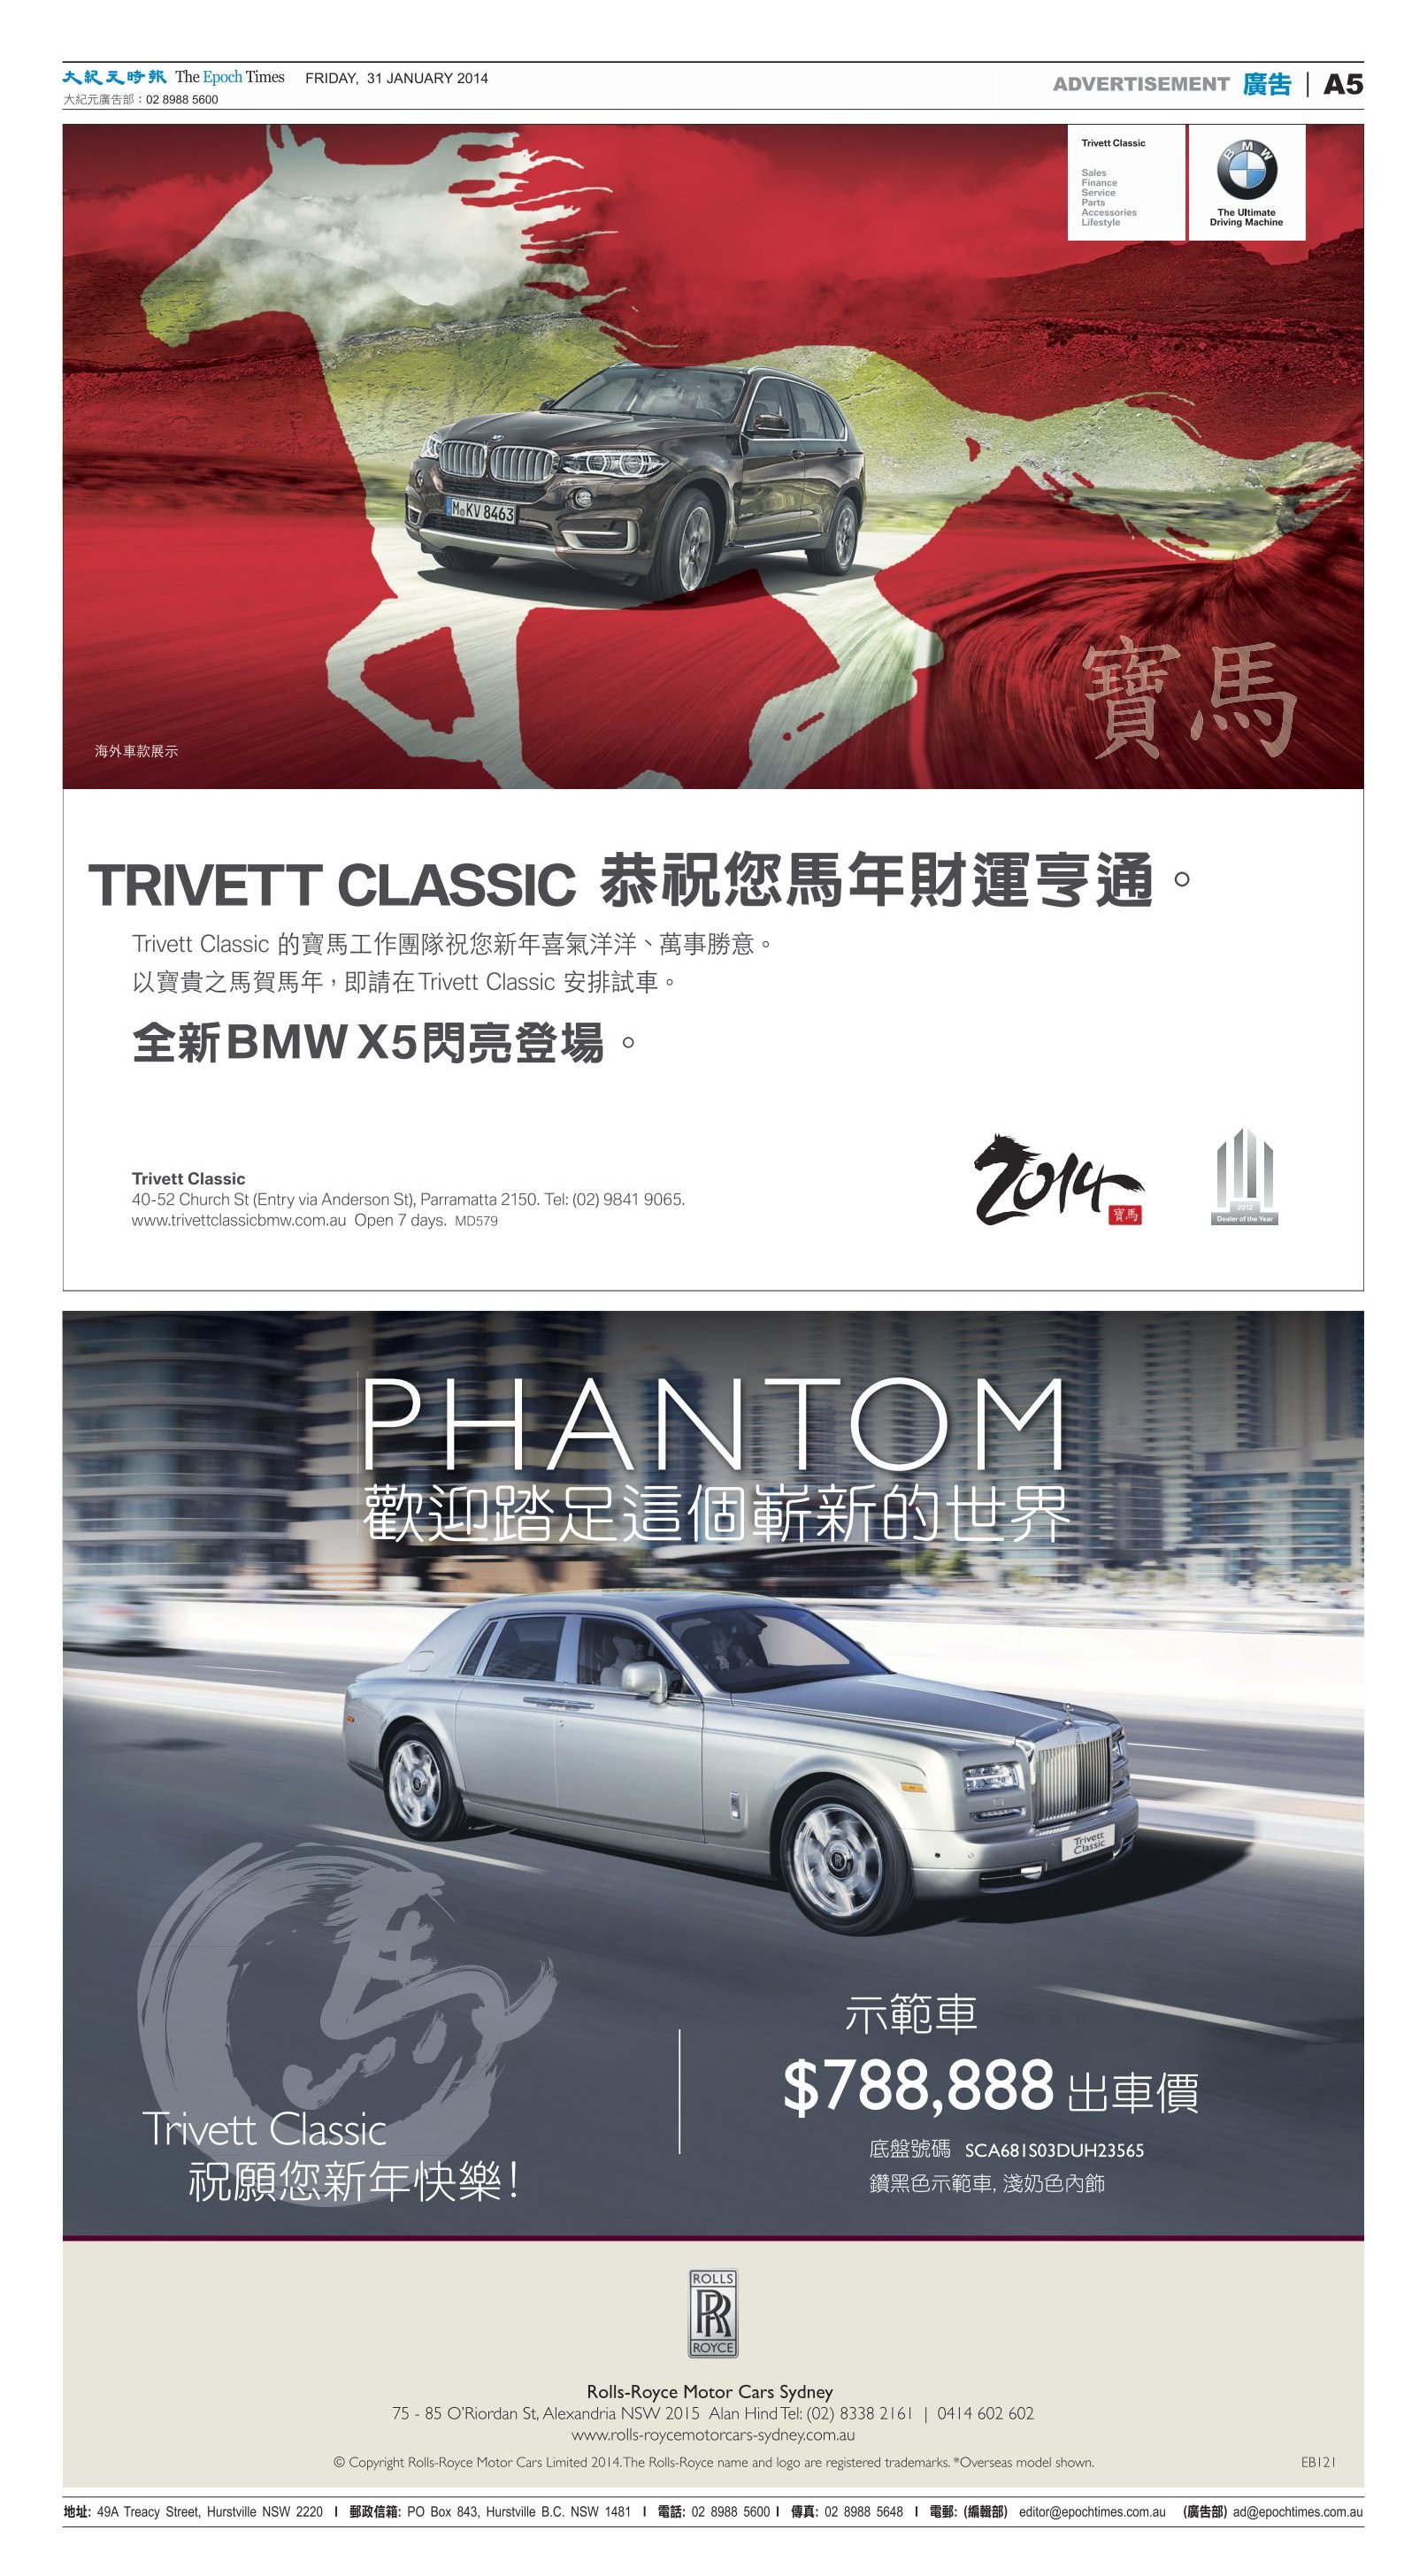 大紀元時報 The Epoch Times FRIDAY, 31 JANUARY 2014
大紀元廣告部：02 8988 5600
ADVERTISEMENT 廣告 | A5
Trivett Classic
Sales
Finance
Service
Parts
Accessories
Lifestyle
BMW
The Ultimate
Driving Machine
M KV 8463
寶馬
海外車款展示
TRIVETT CLASSIC 恭祝您馬年財運亨通。
Trivett Classic 的寶馬工作團隊祝您新年喜氣洋洋、萬事勝意。
以寶貴之馬賀馬年，即請在Trivett Classic 安排試車。
全新BMW X5閃亮登場。
Trivett Classic
40-52 Church St (Entry via Anderson St), Parramatta 2150. Tel: (02) 9841 9065.
www.trivettclassicbmw.com.au Open 7 days. MD579
2014
寶馬
2012
Dealer of the Year
PHANTOM
歡迎踏足這個嶄新的世界
Trivett
Classic
馬
Trivett Classic
祝願您新年快樂！
示範車
$788,888 出車價
底盤號碼 SCA681S03DUH23565
鑽黑色示範車, 淺奶色內飾
ROLLS
RR
ROYCE
Rolls-Royce Motor Cars Sydney
75 - 85 O'Riordan St, Alexandria NSW 2015 Alan Hind Tel: (02) 8338 2161 | 0414 602 602
www.rolls-roycemotorcars-sydney.com.au
© Copyright Rolls-Royce Motor Cars Limited 2014. The Rolls-Royce name and logo are registered trademarks. *Overseas model shown.
EB121
地址: 49A Treacy Street, Hurstville NSW 2220 I 郵政信箱: PO Box 843, Hurstville B.C. NSW 1481 I 電話: 02 8988 5600 I 傳真: 02 8988 5648 I 電郵: (編輯部) editor@epochtimes.com.au (廣告部) ad@epochtimes.com.au